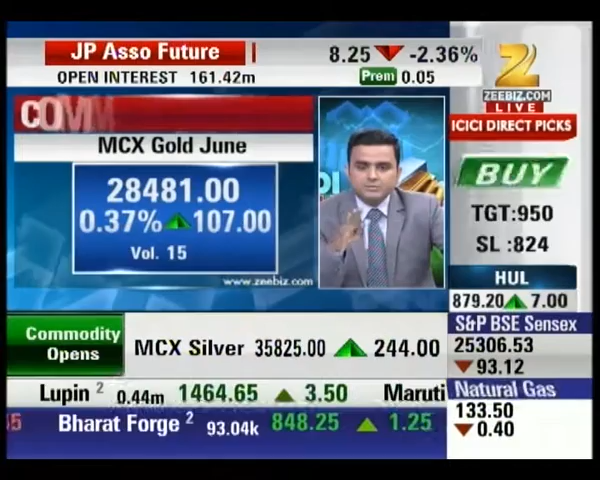 JP Asso Future
8.25 -2.36%
OPEN INTEREST 161.42m
Prem 0.05
ZEEBIZ.COM
LIVE
ICICI DIRECT PICKS
BUY
TGT:950
SL :824
HUL
879.20 7.00
COMM
MCX Gold June
28481.00
0.37% 107.00
Vol. 15
www.zeebiz.com
Commodity
Opens
MCX Silver 35825.00 244.00
S&P BSE Sensex
25306.53
93.12
Natural Gas
133.50
0.40
Lupin 2 0.44m 1464.65 3.50 Maruti
Bharat Forge 2 93.04k 848.25 1.25